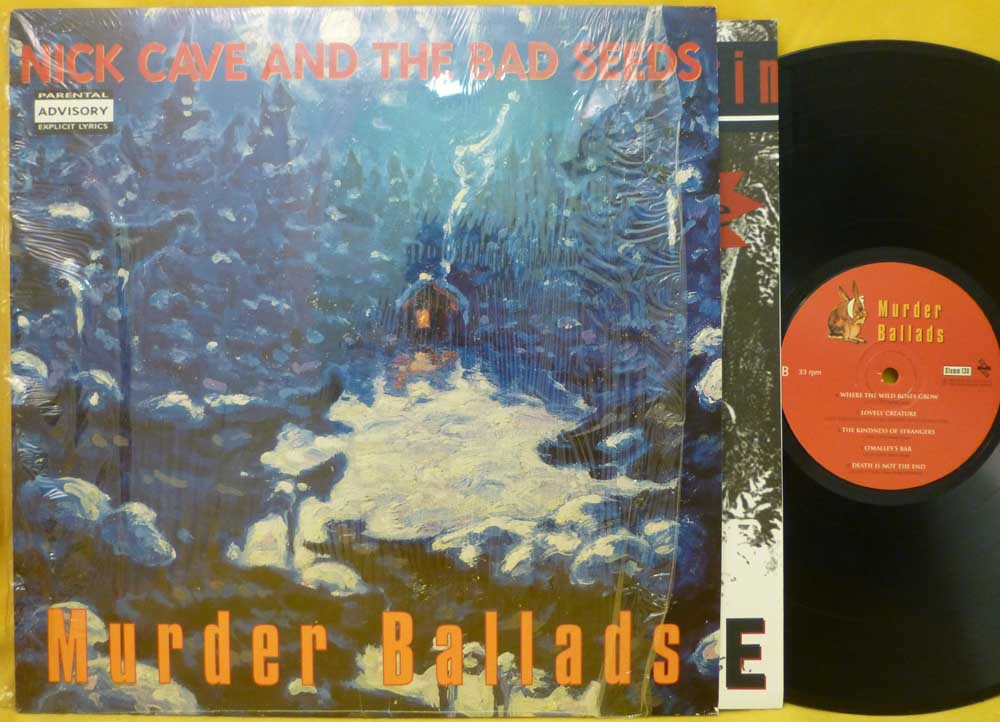 NICK CAVE AND THE BAD SEEDS
PARENTAL
ADVISORY
EXPLICIT LYRICS
Murder Ballads
in
E
Murder
Ballads
B
33 rpm
Stumm 138
WHERE THE WILD ROSES GROW
LOVELY CREATURE
THE KINDNESS OF STRANGERS
O'MALLEY'S BAR
DEATH IS NOT THE END